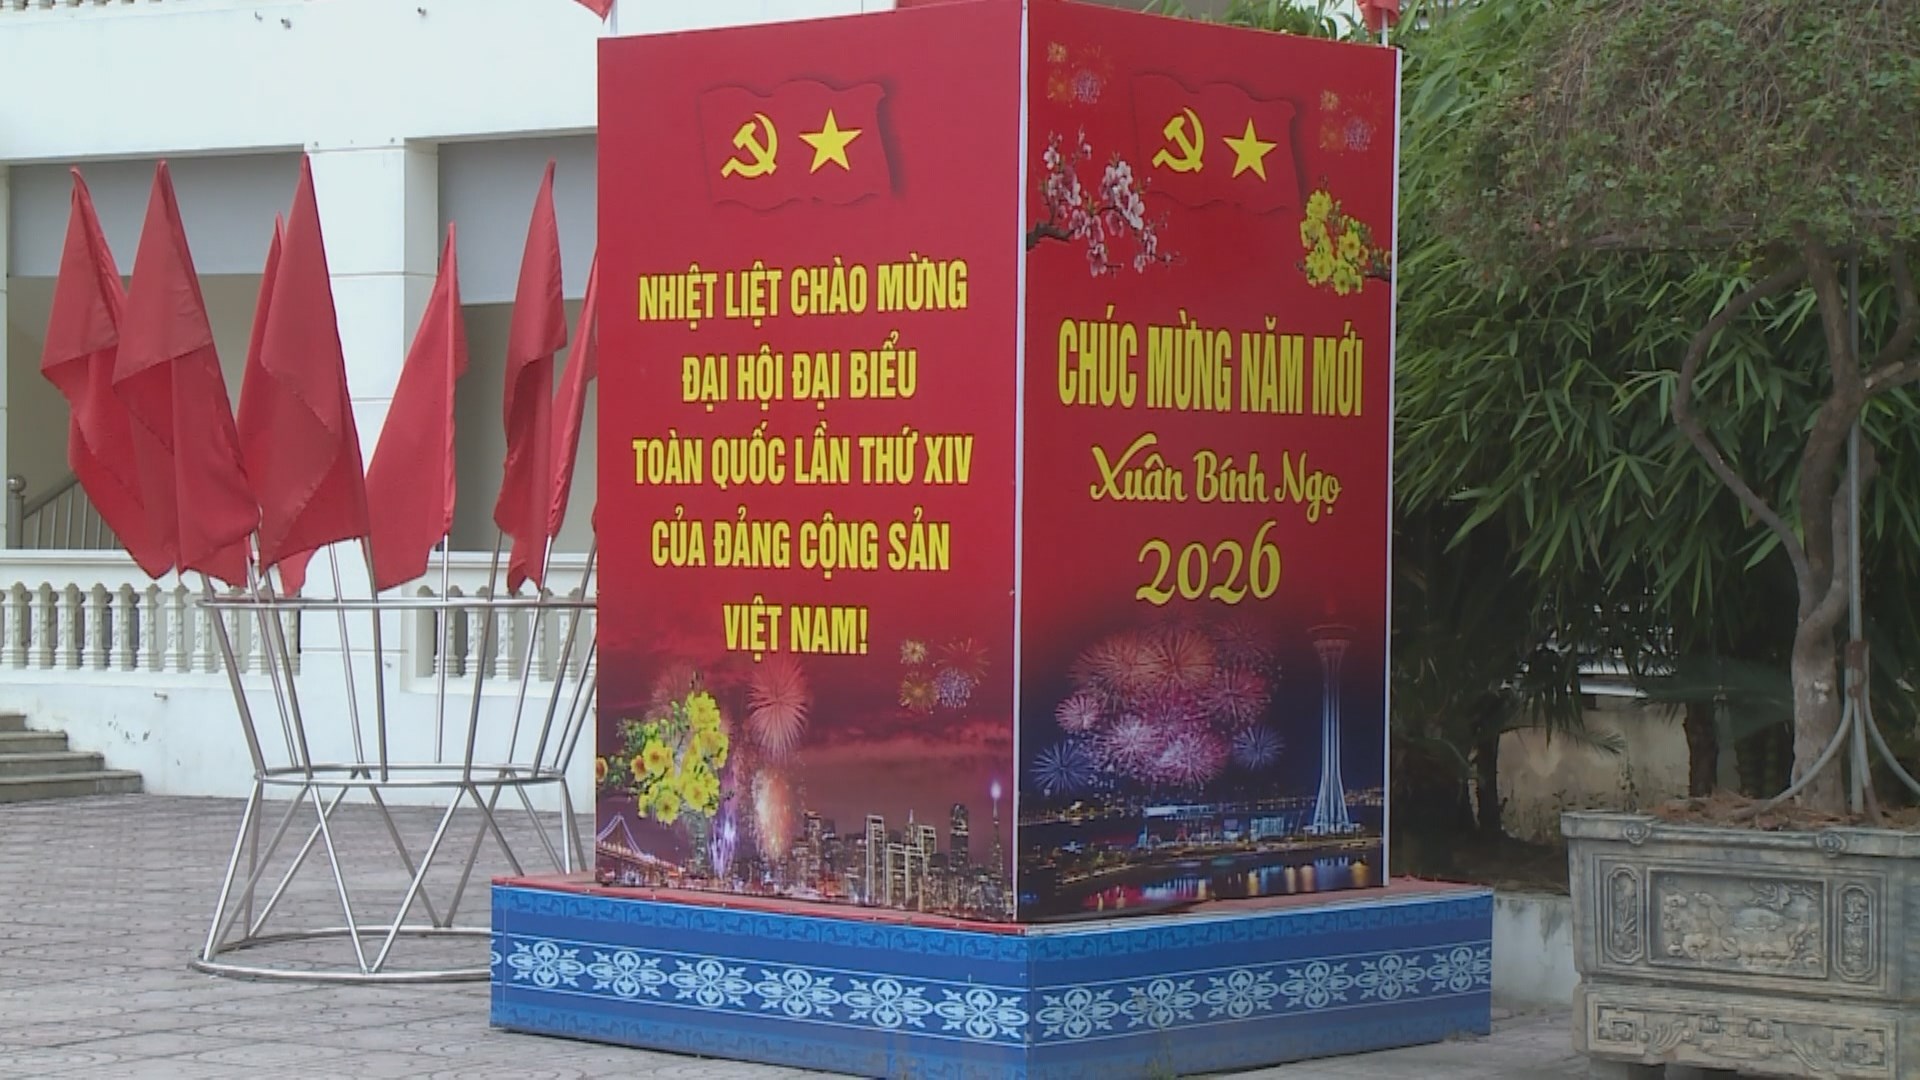 NHIỆT LIỆT CHÀO MỪNG
ĐẠI HỘI ĐẠI BIỂU
TOÀN QUỐC LẦN THỨ XIV
CỦA ĐẢNG CỘNG SẢN
VIỆT NAM!
CHÚC MỪNG NĂM MỚI
Xuân Bính Ngọ
2026